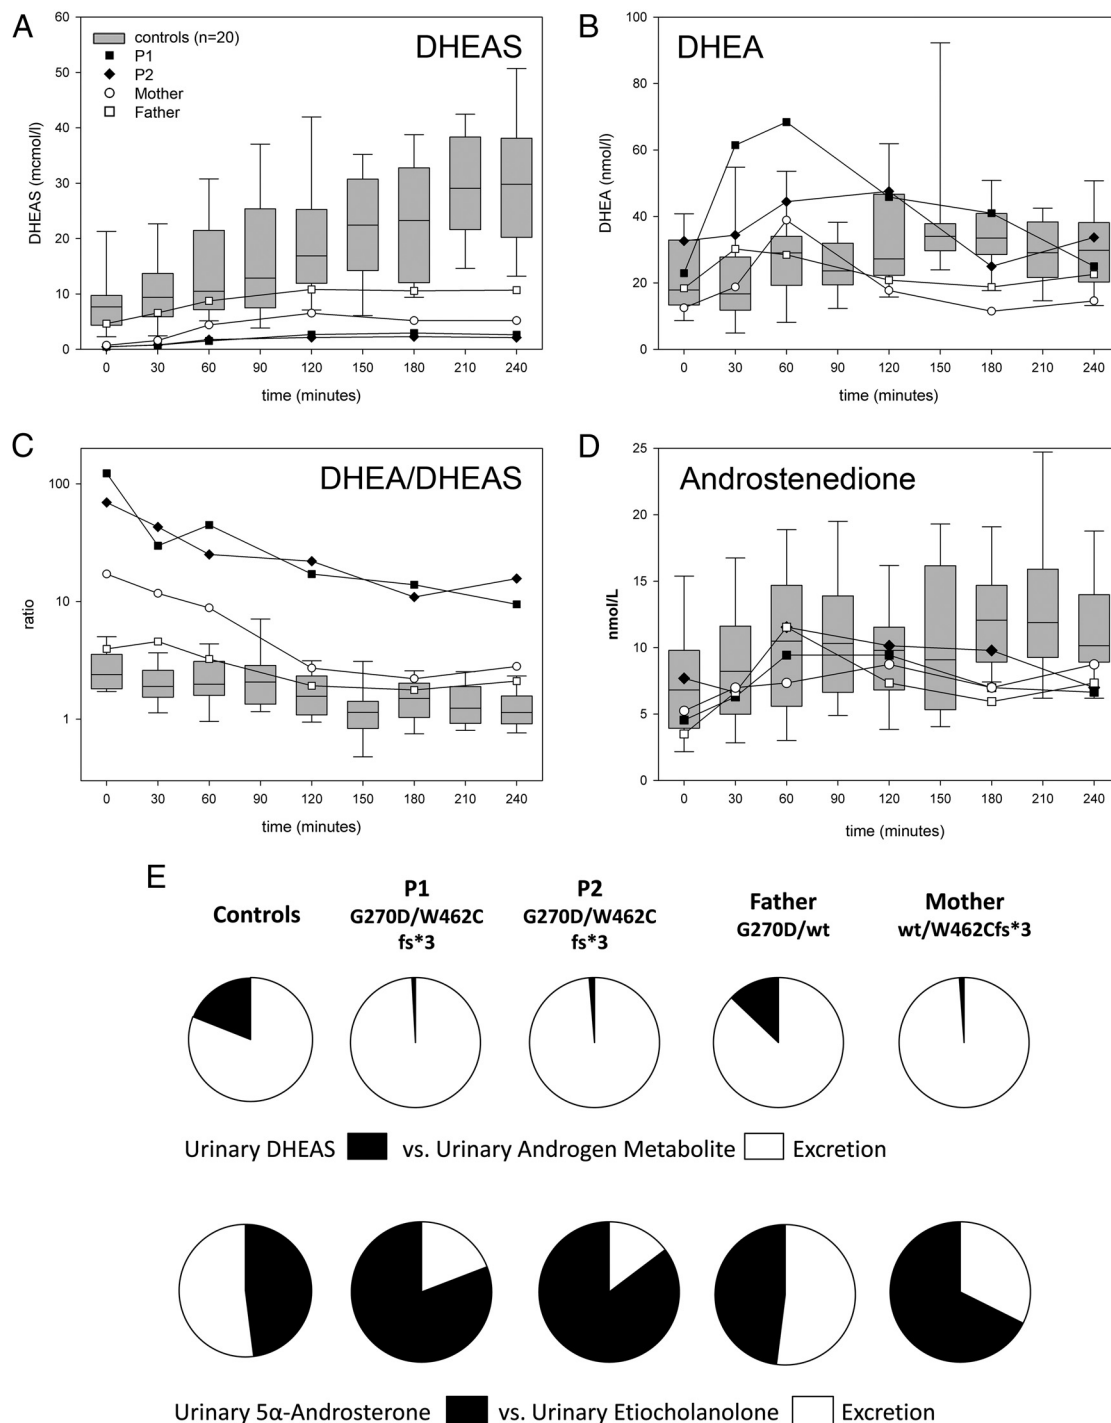 A
DHEAS
controls (n=20)
P1
P2
Mother
Father
DHEAS (mcmol/l)
60
50
40
30
20
10
0
0 30 60 90 120 150 180 210 240
time (minutes)
B
DHEA
DHEA (nmol/l)
100
80
60
40
20
0
0 30 60 90 120 150 180 210 240
time (minutes)
C
DHEA/DHEAS
ratio
100
10
1
0 30 60 90 120 150 180 210 240
time (minutes)
D
Androstenedione
nmol/L
25
20
15
10
5
0
0 30 60 90 120 150 180 210 240
time (minutes)
E
Controls
P1
G270D/W462C
fs*3
P2
G270D/W462C
fs*3
Father
G270D/wt
Mother
wt/W462Cfs*3
Urinary DHEAS vs. Urinary Androgen Metabolite Excretion
Urinary 5α-Androsterone vs. Urinary Etiocholanolone Excretion